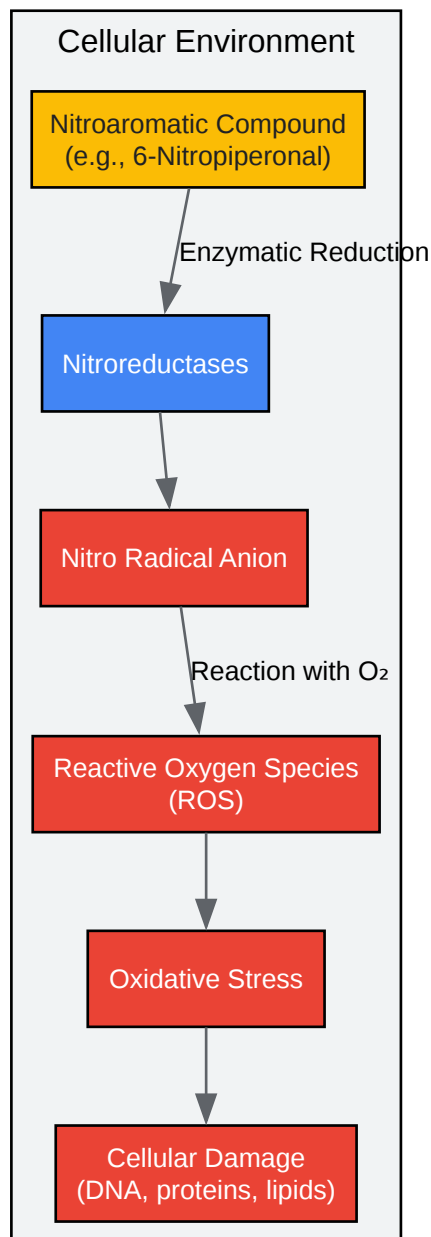 Cellular Environment
Nitroaromatic Compound
(e.g., 6-Nitropiperonal)
Enzymatic Reduction
Nitroreductases
Nitro Radical Anion
Reaction with O₂
Reactive Oxygen Species
(ROS)
Oxidative Stress
Cellular Damage
(DNA, proteins, lipids)